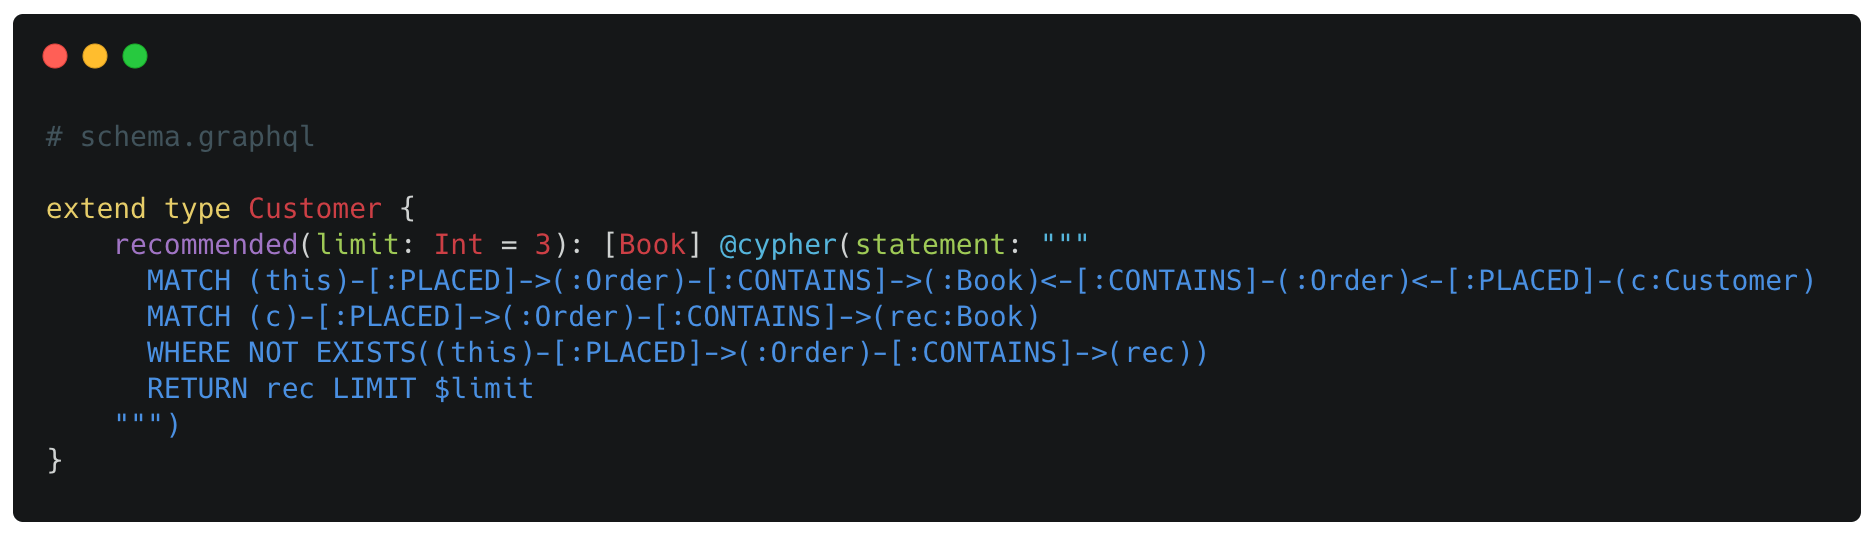 # schema.graphql
extend type Customer {
    recommended(limit: Int = 3): [Book] @cypher(statement: """
      MATCH (this)-[:PLACED]->(:Order)-[:CONTAINS]->(:Book)<-[:CONTAINS]-(:Order)<-[:PLACED]-(c:Customer)
      MATCH (c)-[:PLACED]->(:Order)-[:CONTAINS]->(rec:Book)
      WHERE NOT EXISTS((this)-[:PLACED]->(:Order)-[:CONTAINS]->(rec))
      RETURN rec LIMIT $limit
    """)
}